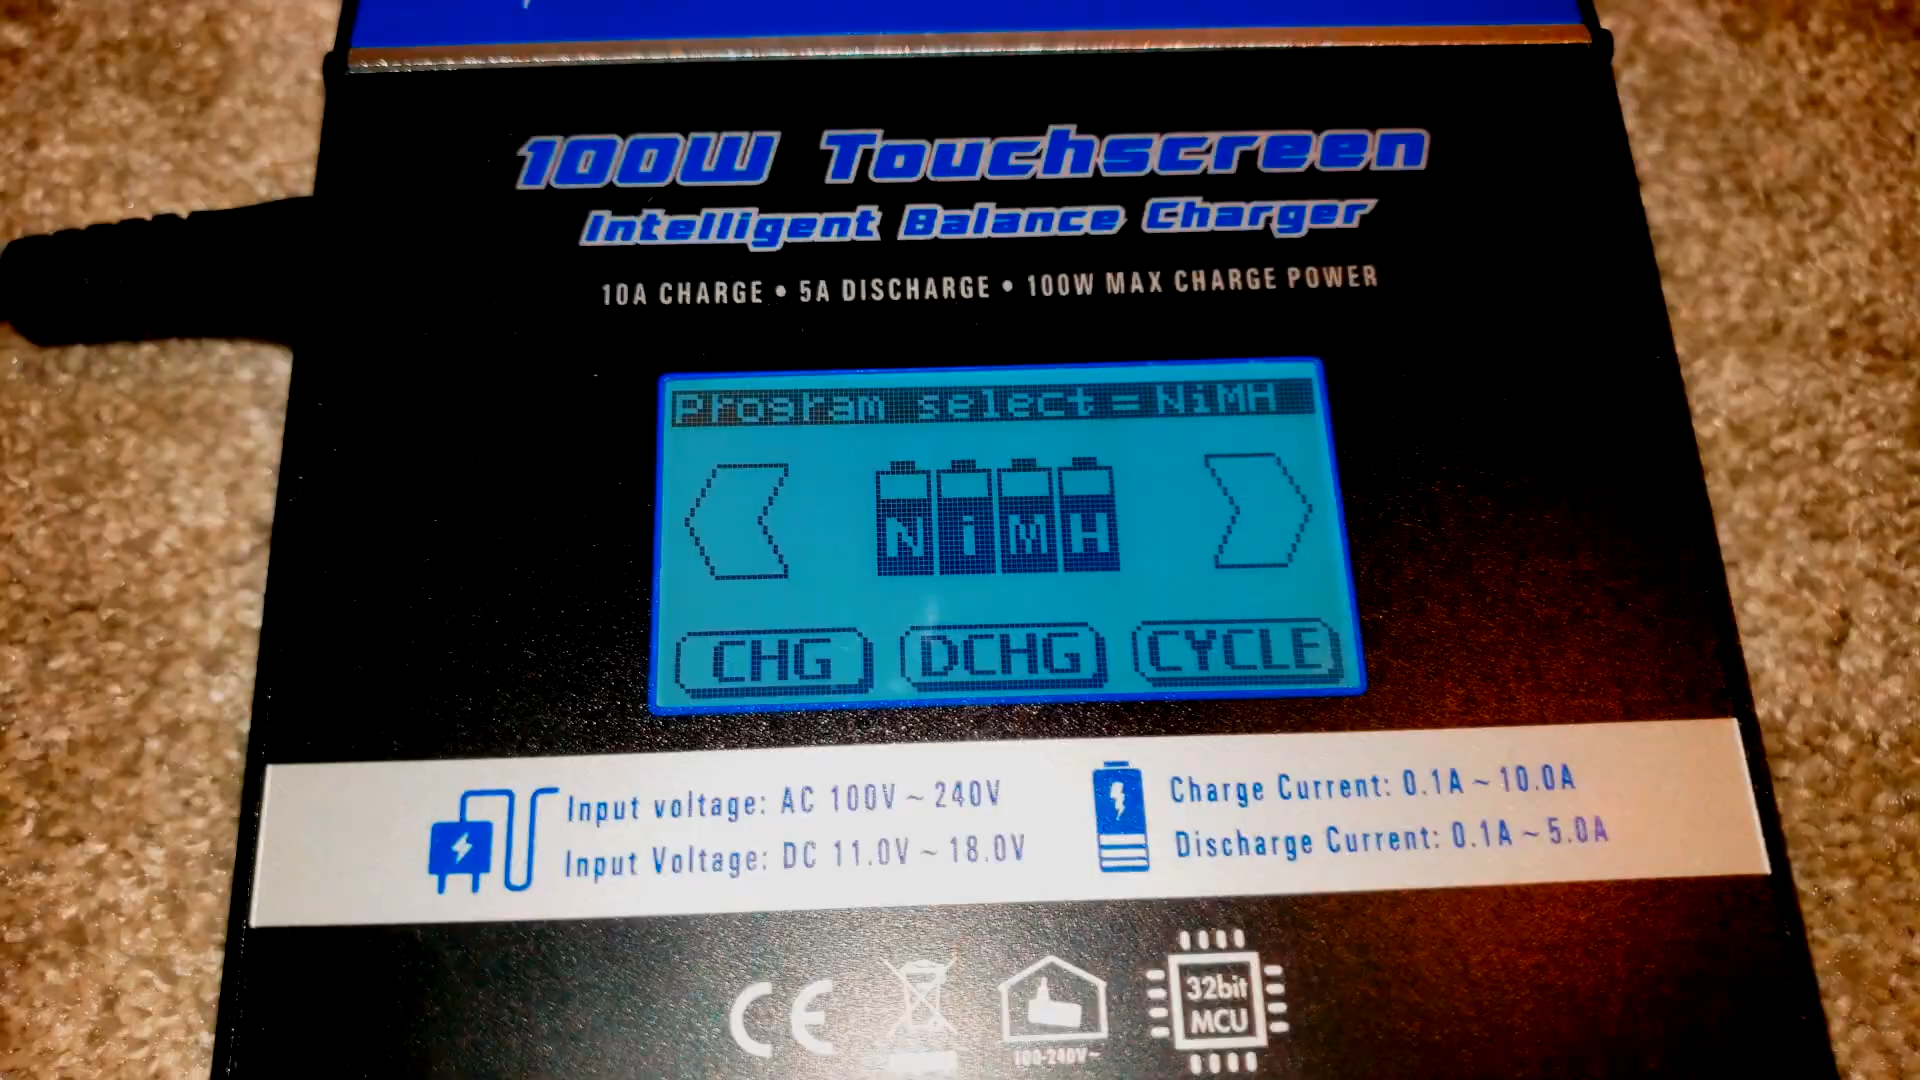 100W Touchscreen
Intelligent Balance Charger
10A CHARGE • 5A DISCHARGE • 100W MAX CHARGE POWER
Program select = NiMH
NiMH
CHG DCHG CYCLE
Input voltage: AC 100V ~ 240V
Input Voltage: DC 11.0V ~ 18.0V
Charge Current: 0.1A ~ 10.0A
Discharge Current: 0.1A ~ 5.0A
CE
100-240V~
32bit
MCU